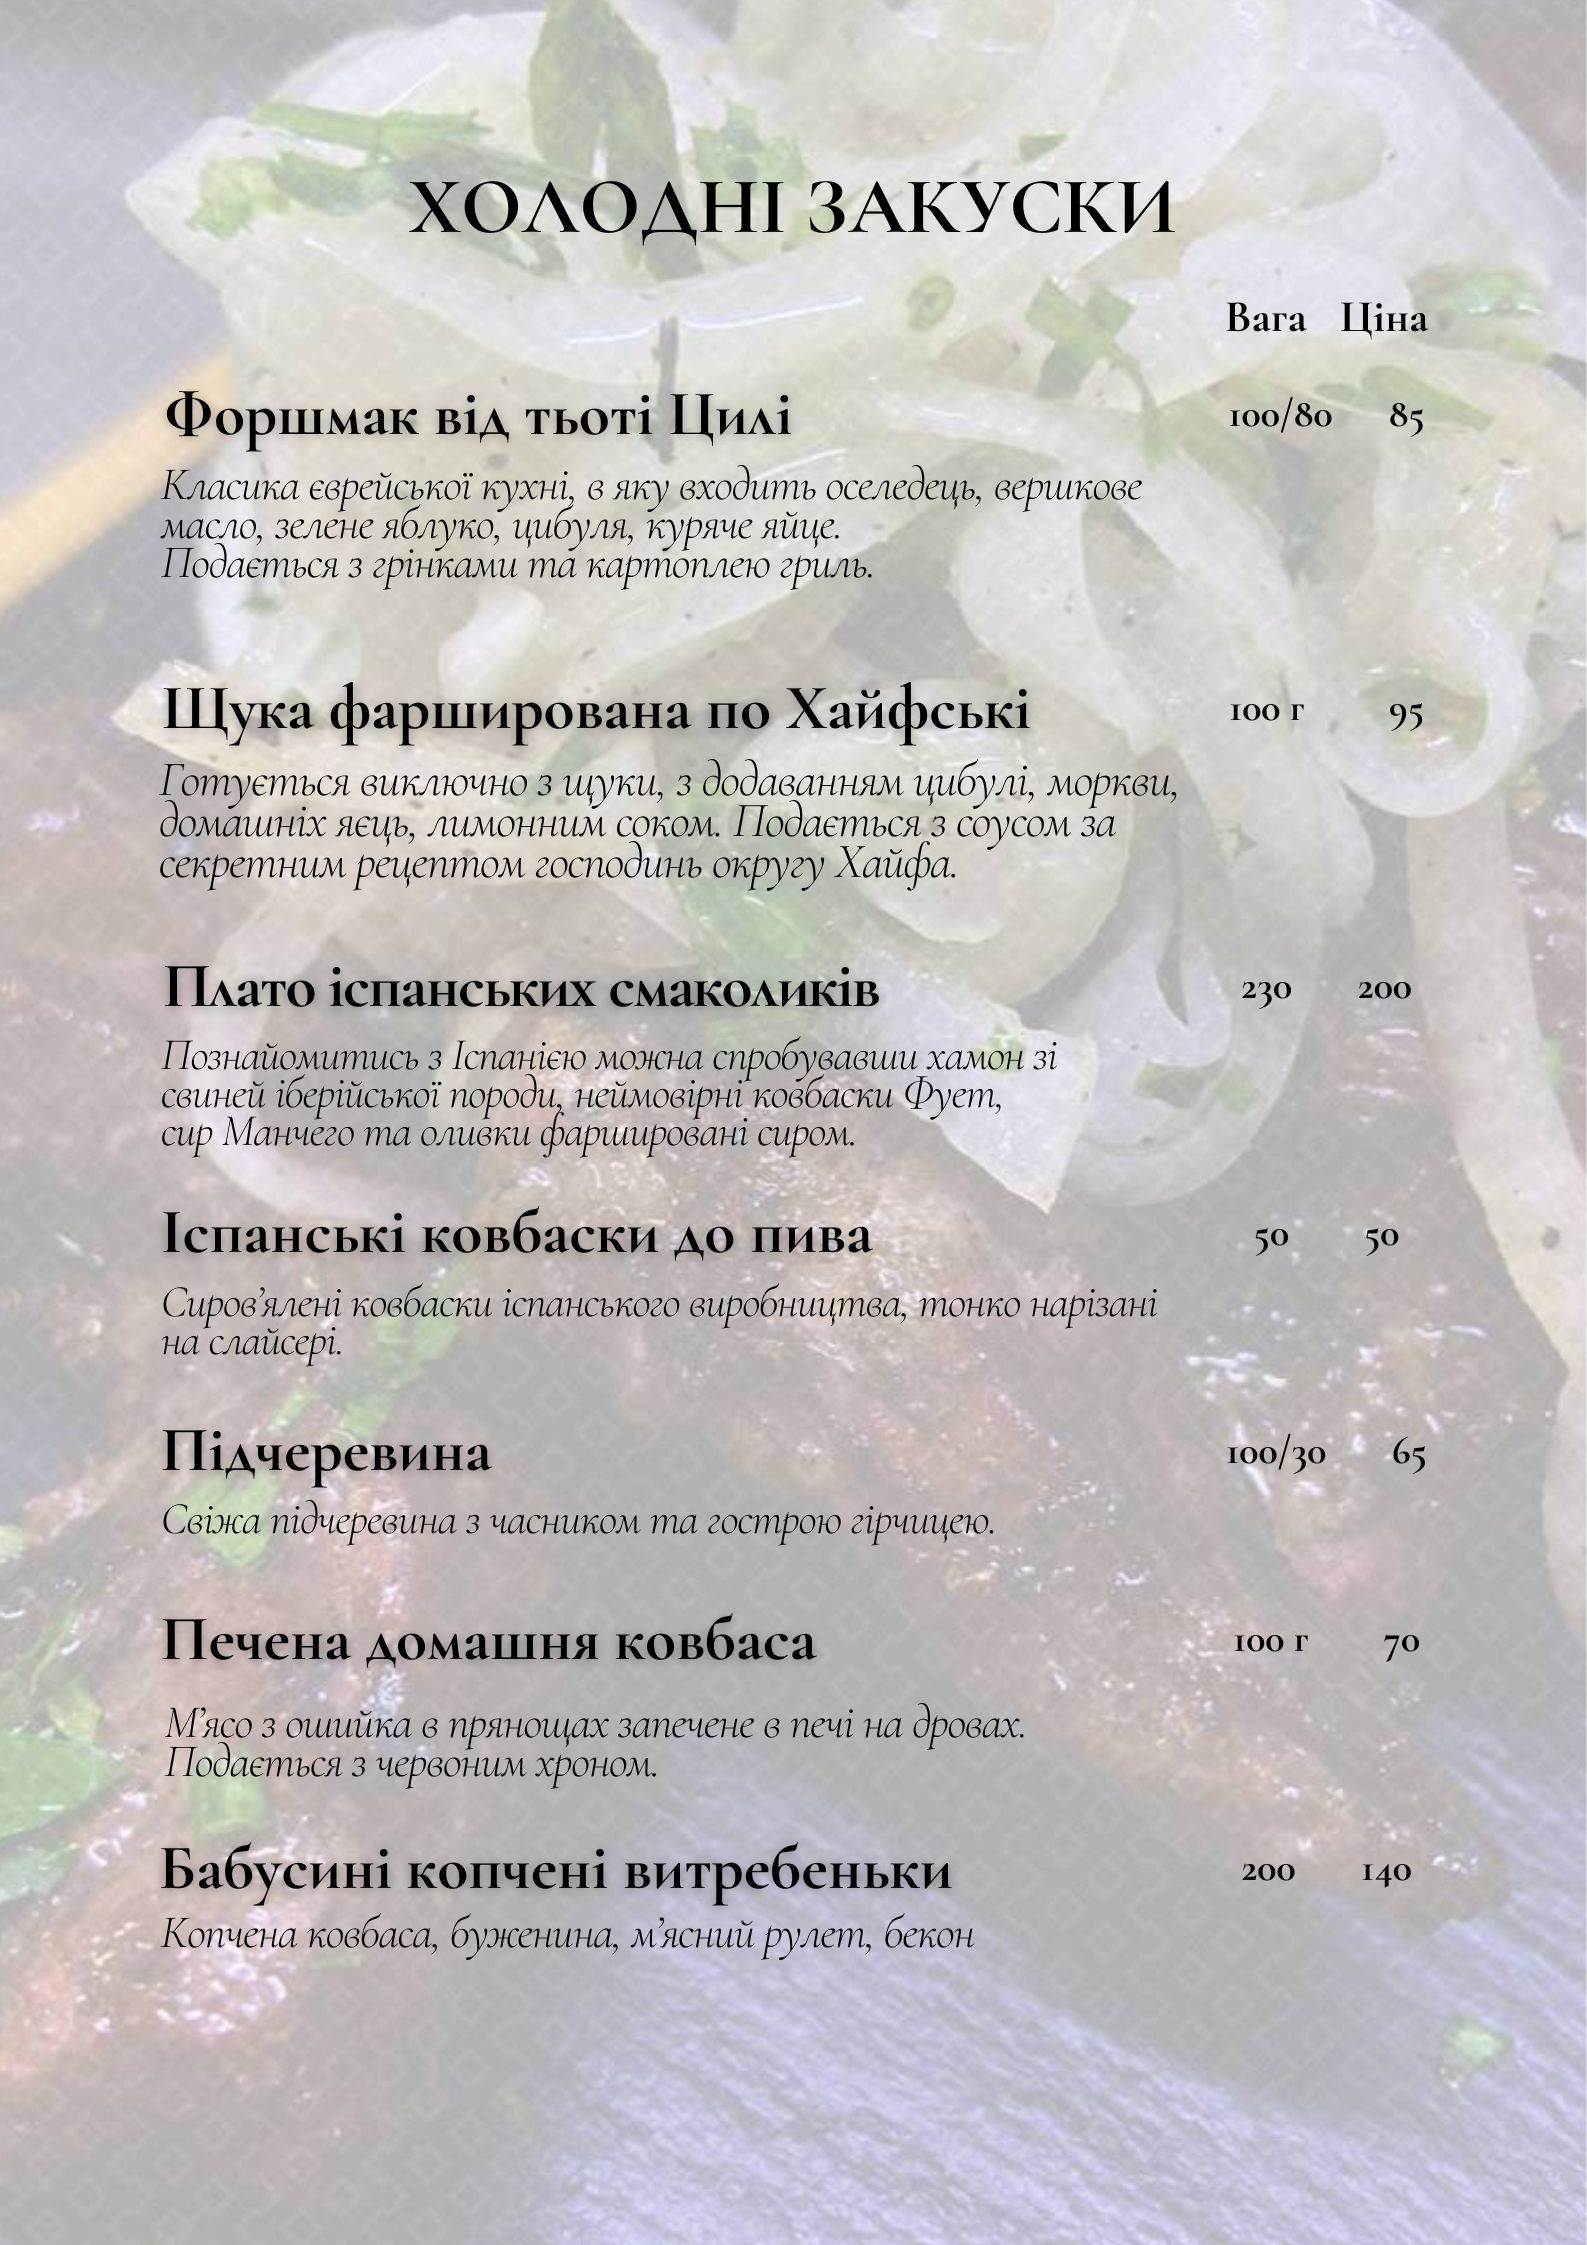 ХОЛОДНІ ЗАКУСКИ
Вага Ціна
Форшмак від тьоті Цилі 100/80 85
Класика єврейської кухні, в яку входить оселедець, вершкове
масло, зелене яблуко, цибуля, куряче яйце.
Подається з грінками та картоплею гриль.
Щука фарширована по Хайфські 100 г 95
Готується виключно з щуки, з додаванням цибулі, моркви,
домашніх яєць, лимонним соком. Подається з соусом за
секретним рецептом господинь округу Хайфа.
Плато іспанських смаколиків 230 200
Познайомитись з Іспанією можна спробувавши хамон зі
свиней іберійської породи, неймовірні ковбаски Фует,
сир Манчего та оливки фаршировані сиром.
Іспанські ковбаски до пива 50 50
Сиров’ялені ковбаски іспанського виробництва, тонко нарізані
на слайсері.
Підчеревина 100/30 65
Свіжа підчеревина з часником та гострою гірчицею.
Печена домашня ковбаса 100 г 70
М’ясо з ошийка в прянощах запечене в печі на дровах.
Подається з червоним хроном.
Бабусині копчені витребеньки 200 140
Копчена ковбаса, буженина, м’ясний рулет, бекон